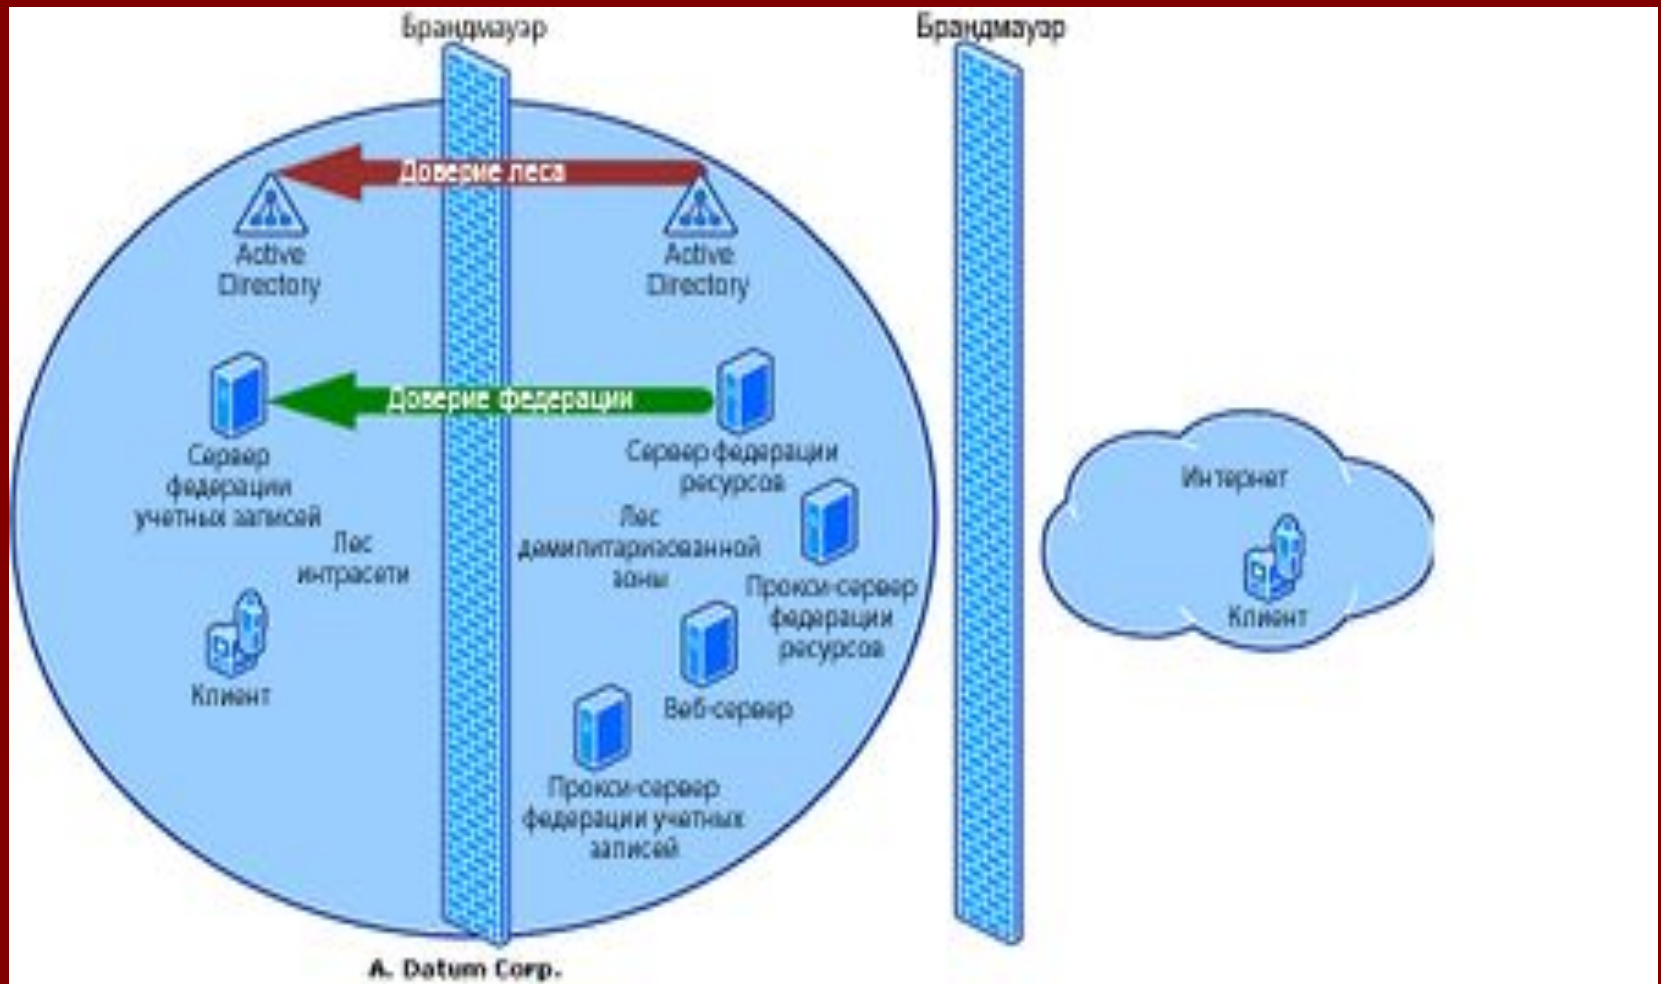 Брандмауэр
Брандмауэр
Доверие леса
Active
Directory
Active
Directory
Доверие федерации
Сервер
федерации
учетных записей
Сервер федерации
ресурсов
Лес
интрасети
Лес
демилитаризованной
зоны
Прокси-сервер
федерации
ресурсов
Интернет
Клиент
Клиент
Веб-сервер
Прокси-сервер
федерации учетных
записей
A. Datum Corp.